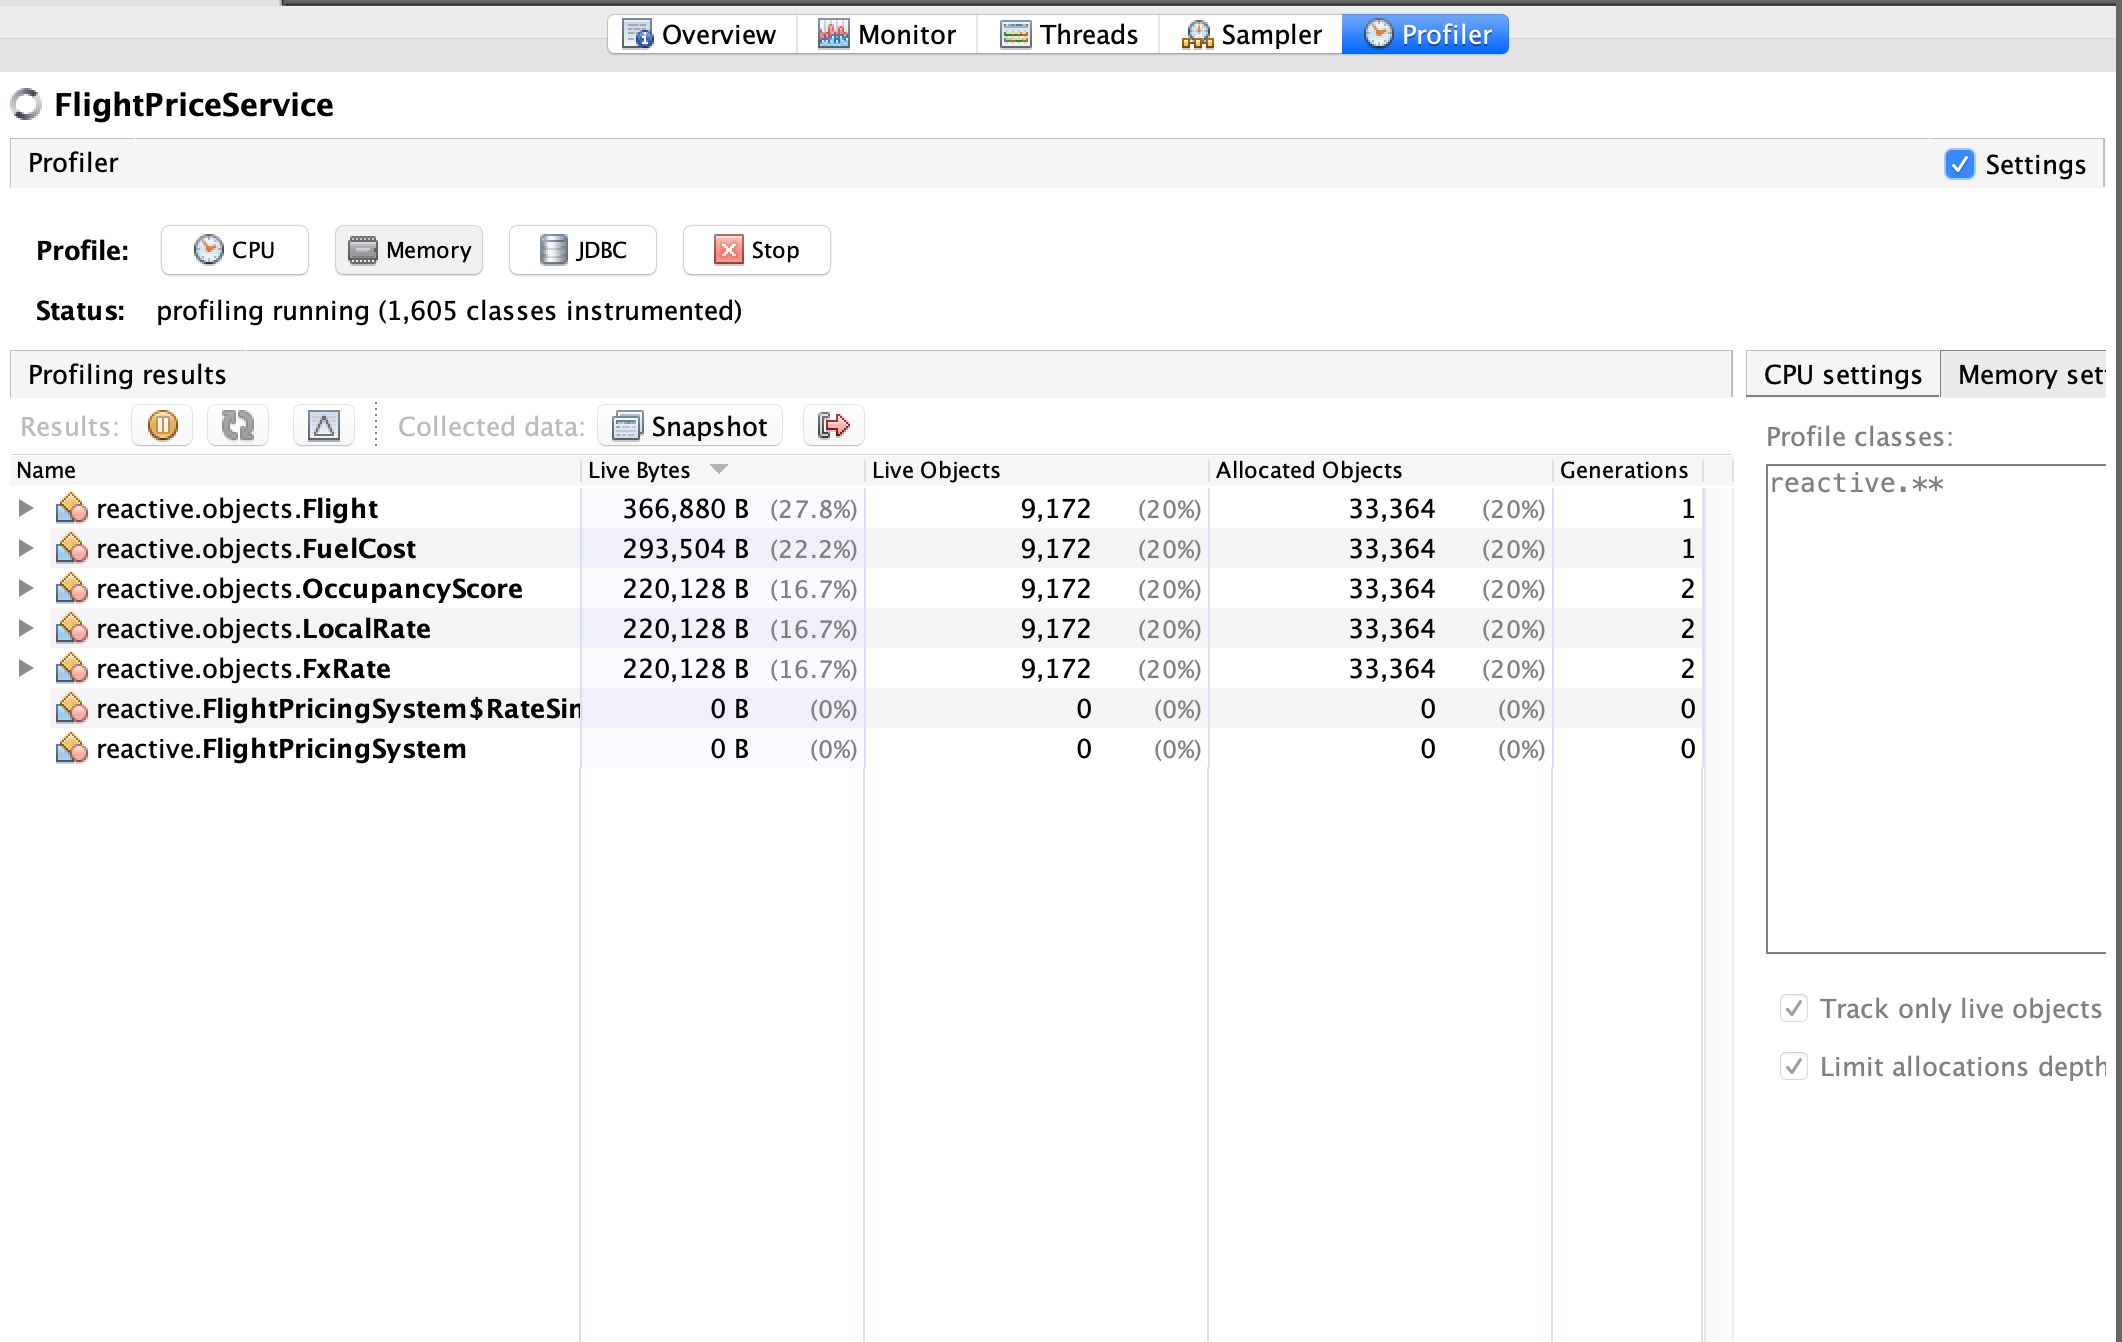 Overview Monitor Threads Sampler Profiler
FlightPriceService
Profiler Settings
Profile: CPU Memory JDBC Stop
Status: profiling running (1,605 classes instrumented)
Profiling results CPU settings Memory set
Results: Collected data: Snapshot Profile classes:
Name Live Bytes Live Objects Allocated Objects Generations
reactive.**
reactive.objects.Flight 366,880 B (27.8%) 9,172 (20%) 33,364 (20%) 1
reactive.objects.FuelCost 293,504 B (22.2%) 9,172 (20%) 33,364 (20%) 1
reactive.objects.OccupancyScore 220,128 B (16.7%) 9,172 (20%) 33,364 (20%) 2
reactive.objects.LocalRate 220,128 B (16.7%) 9,172 (20%) 33,364 (20%) 2
reactive.objects.FxRate 220,128 B (16.7%) 9,172 (20%) 33,364 (20%) 2
reactive.FlightPricingSystem$RateSin 0 B (0%) 0 (0%) 0 (0%) 0
reactive.FlightPricingSystem 0 B (0%) 0 (0%) 0 (0%) 0
Track only live objects
Limit allocations depth